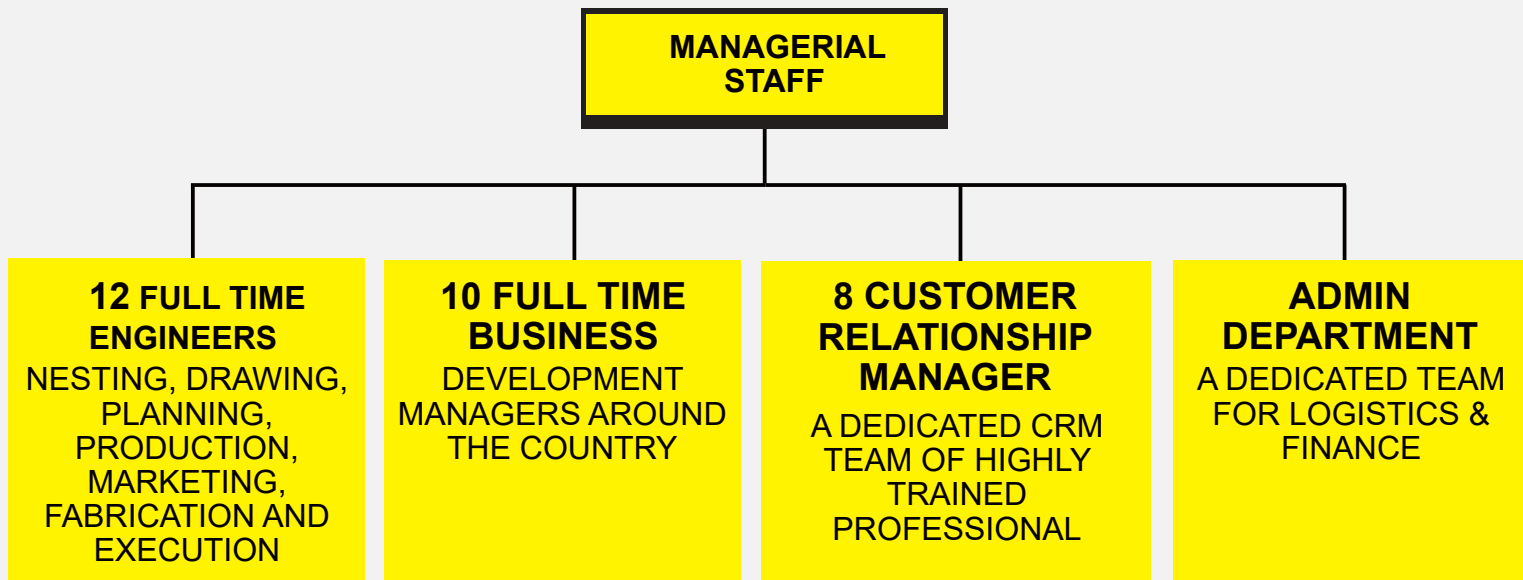 MANAGERIAL
STAFF
12 FULL TIME
ENGINEERS
NESTING, DRAWING,
PLANNING,
PRODUCTION,
MARKETING,
FABRICATION AND
EXECUTION
10 FULL TIME
BUSINESS
DEVELOPMENT
MANAGERS AROUND
THE COUNTRY
8 CUSTOMER
RELATIONSHIP
MANAGER
A DEDICATED CRM
TEAM OF HIGHLY
TRAINED
PROFESSIONAL
ADMIN
DEPARTMENT
A DEDICATED TEAM
FOR LOGISTICS &
FINANCE